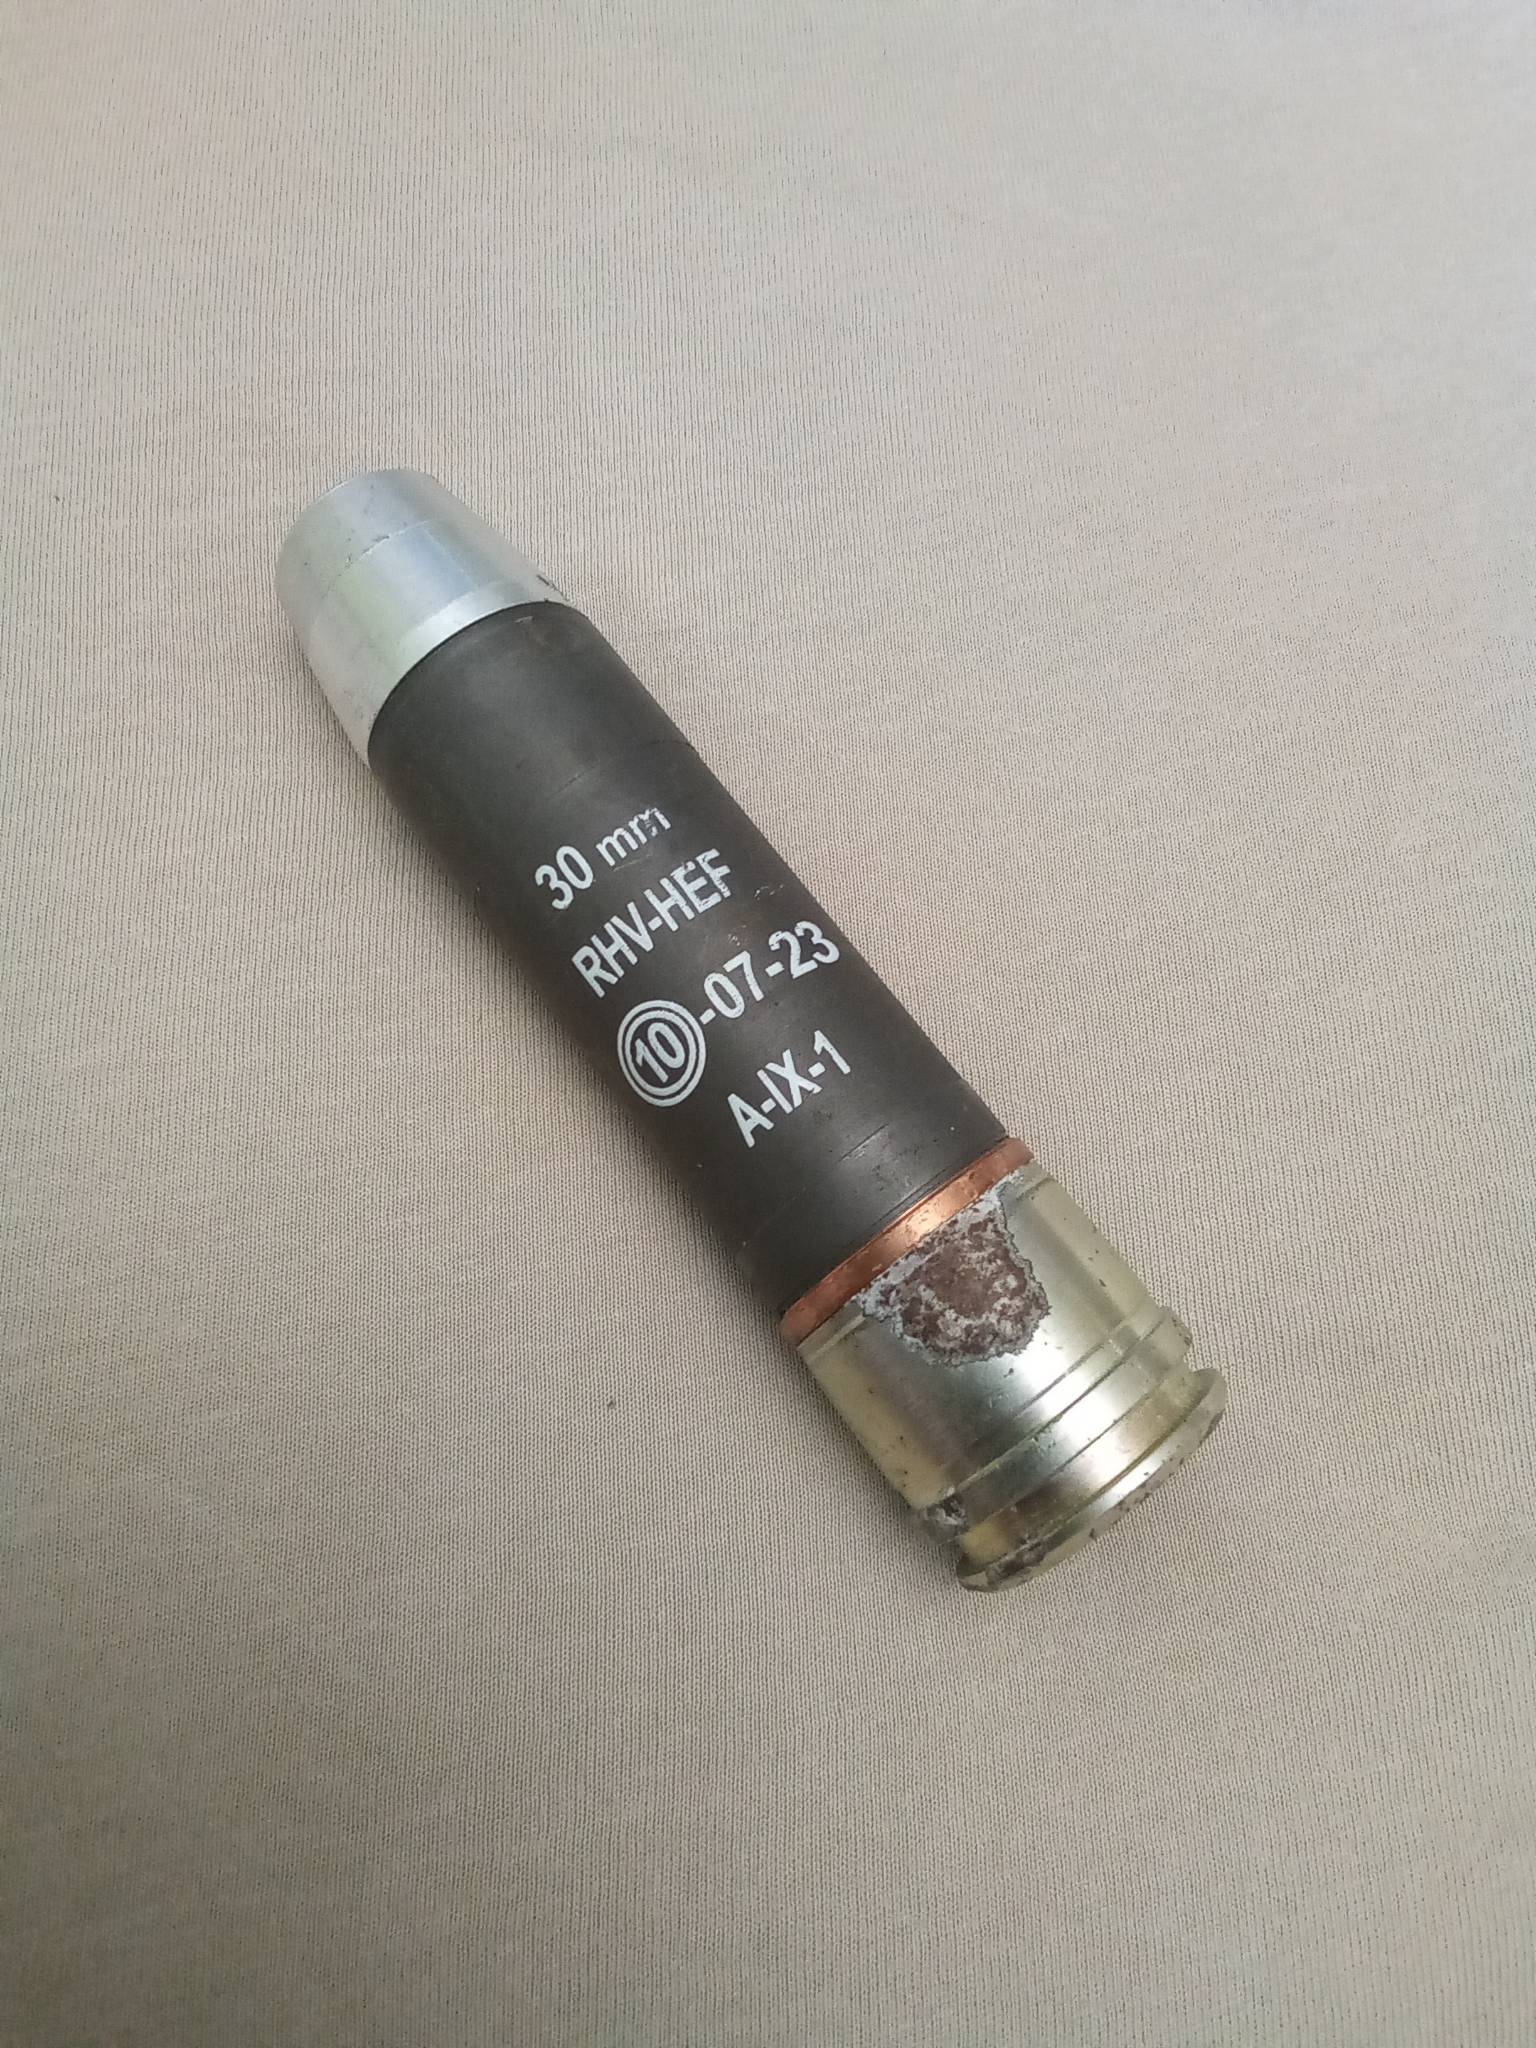 30 mm
RHV-HEF
10-07-23
A-IX-1